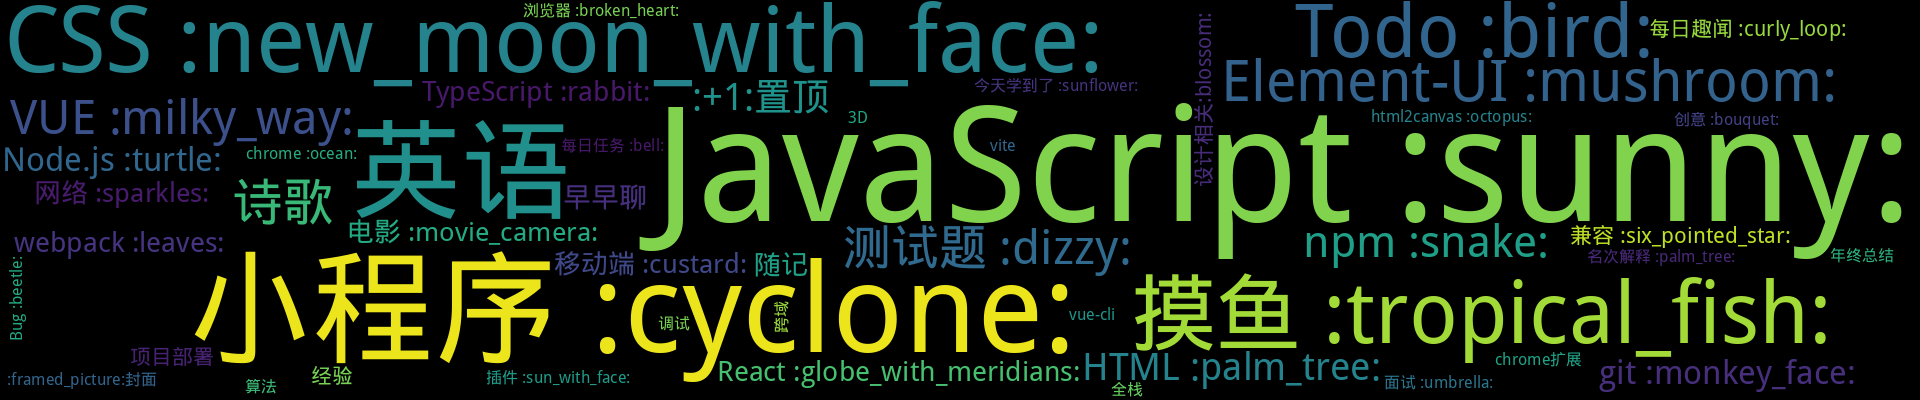 CSS :new_moon_with_face:
浏览器 :broken_heart:
设计相关:blossom:
Todo :bird:
每日趣闻 :curly_loop:
TypeScript :rabbit:
:+1:置顶
今天学到了 :sunflower:
Element-UI :mushroom:
VUE :milky_way:
3D
html2canvas :octopus:
创意 :bouquet:
Node.js :turtle:
chrome :ocean:
英语
每日任务 :bell:
JavaScript :sunny:
vite
网络 :sparkles:
诗歌
早早聊
webpack :leaves:
电影 :movie_camera:
测试题 :dizzy:
npm :snake:
兼容 :six_pointed_star:
名次解释 :palm_tree:
年终总结
Bug :beetle:
小程序 :cyclone:
移动端 :custard:
随记
调试
跨域
vue-cli
摸鱼 :tropical_fish:
项目部署
:framed_picture:封面
算法
经验
插件 :sun_with_face:
React :globe_with_meridians:
HTML :palm_tree:
全栈
chrome扩展
面试 :umbrella:
git :monkey_face: